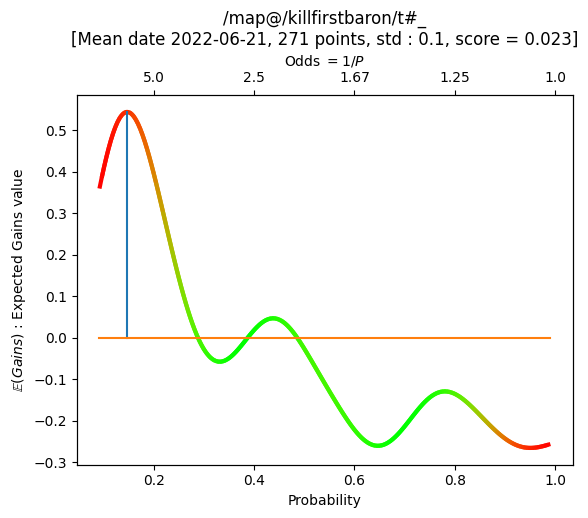 /map@/killfirstbaron/t#_
[Mean date 2022-06-21, 271 points, std : 0.1, score = 0.023]
Odds = 1/P
5.0 2.5 1.67 1.25 1.0
0.5
0.4
0.3
0.2
0.1
0.0
−0.1
−0.2
−0.3
𝔼(Gains) : Expected Gains value
0.2 0.4 0.6 0.8 1.0
Probability